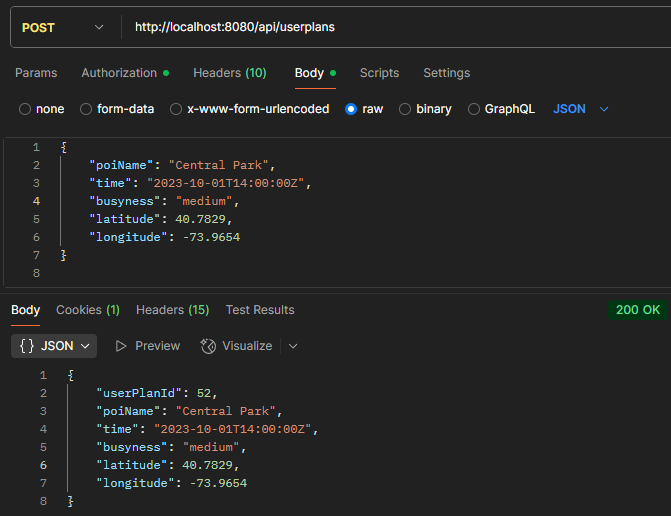 POST http://localhost:8080/api/userplans
Params Authorization Headers (10) Body Scripts Settings
none form-data x-www-form-urlencoded raw binary GraphQL JSON
1 {
2 "poiName": "Central Park",
3 "time": "2023-10-01T14:00:00Z",
4 "busyness": "medium",
5 "latitude": 40.7829,
6 "longitude": -73.9654
7 }
8
Body Cookies (1) Headers (15) Test Results 200 OK
{} JSON Preview Visualize
1 {
2 "userPlanId": 52,
3 "poiName": "Central Park",
4 "time": "2023-10-01T14:00:00Z",
5 "busyness": "medium",
6 "latitude": 40.7829,
7 "longitude": -73.9654
8 }